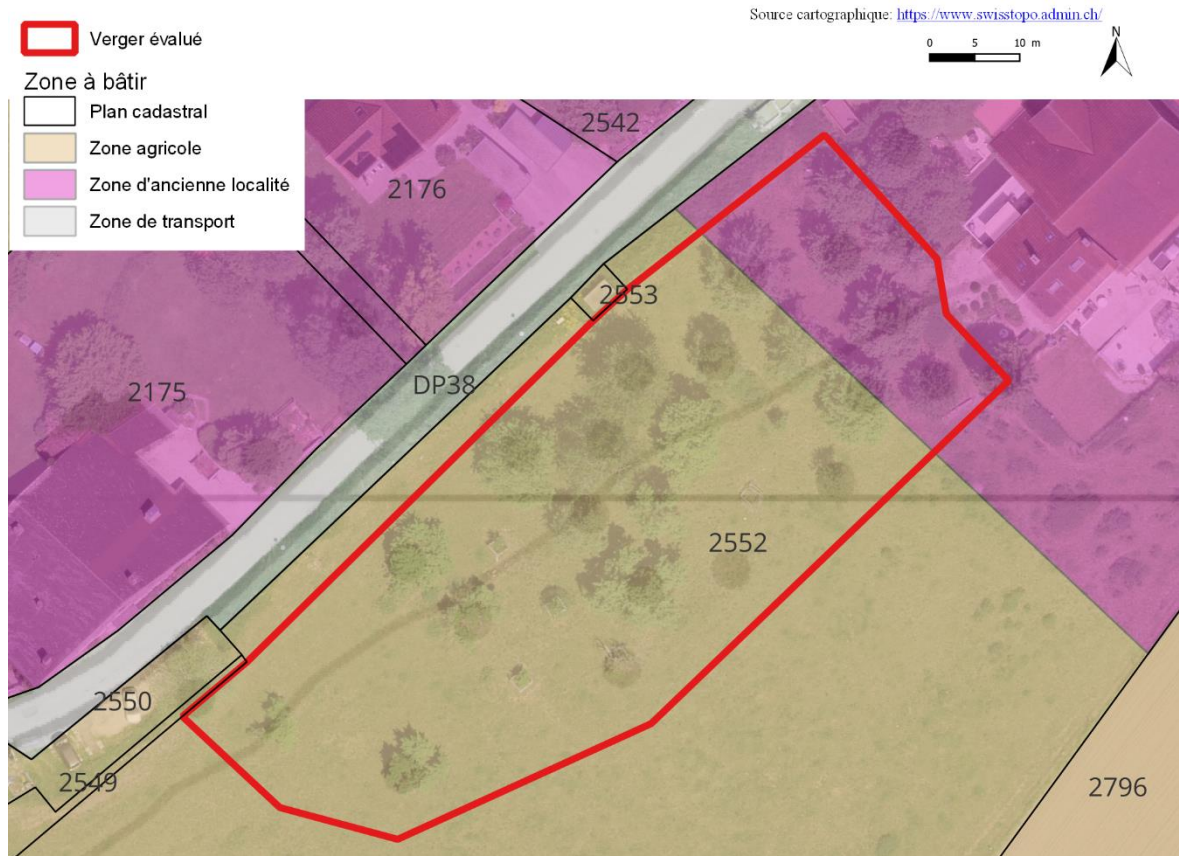 Source cartographique: https://www.swisstopo.admin.ch/
Verger évalué
0 5 10 m
N
Zone à bâtir
Plan cadastral
Zone agricole
Zone d'ancienne localité
Zone de transport
2542
2176
2553
2175
DP38
2552
2550
2549
2796